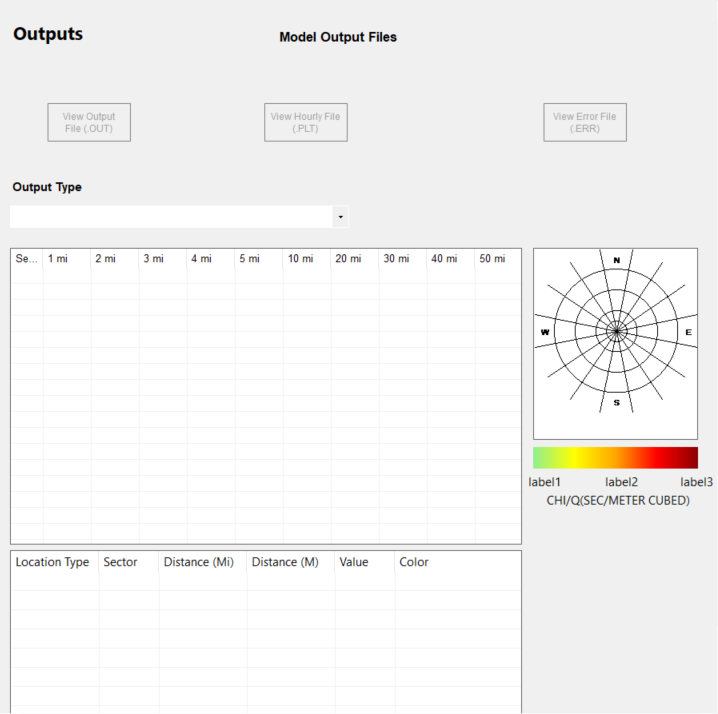 Outputs
Model Output Files
View Output
File (.OUT)
View Hourly File
(.PLT)
View Error File
(.ERR)
Output Type
Se... 1 mi 2 mi 3 mi 4 mi 5 mi 10 mi 20 mi 30 mi 40 mi 50 mi
N
W E
S
label1 label2 label3
CHI/Q(SEC/METER CUBED)
Location Type Sector Distance (Mi) Distance (M) Value Color